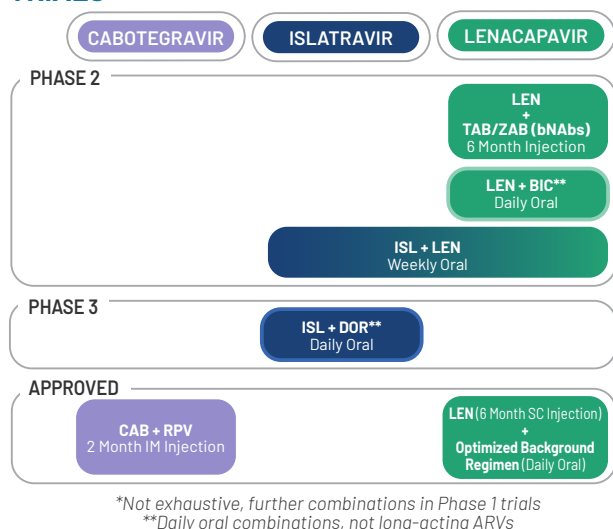 CABOTEGRAVIR
ISLATRAVIR
LENACAPAVIR
PHASE 2
LEN
+
TAB/ZAB (bNAbs)
6 Month Injection
LEN + BIC**
Daily Oral
ISL + LEN
Weekly Oral
PHASE 3
ISL + DOR**
Daily Oral
APPROVED
CAB + RPV
2 Month IM Injection
LEN (6 Month SC Injection)
+
Optimized Background
Regimen (Daily Oral)
*Not exhaustive, further combinations in Phase 1 trials
**Daily oral combinations, not long-acting ARVs